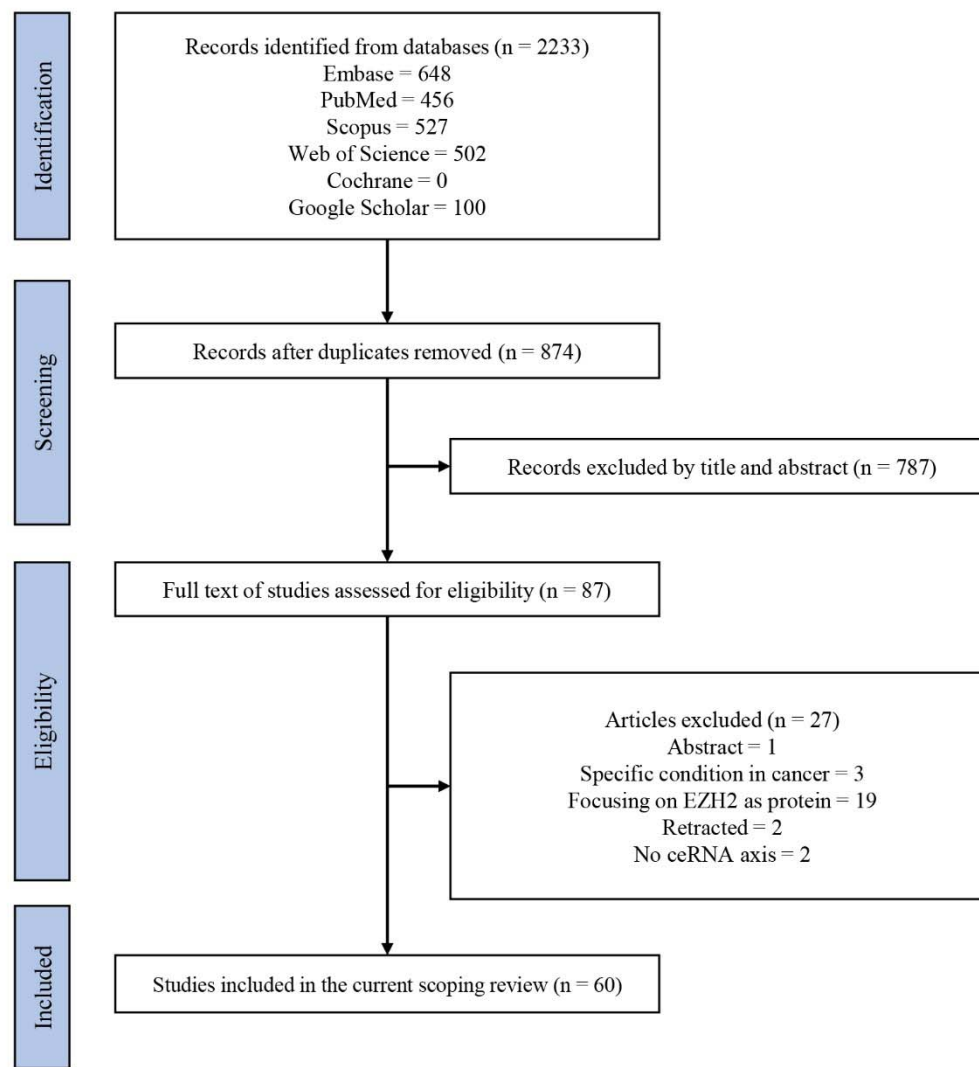 Identification
Records identified from databases (n = 2233)
Embase = 648
PubMed = 456
Scopus = 527
Web of Science = 502
Cochrane = 0
Google Scholar = 100
Screening
Records after duplicates removed (n = 874)
Records excluded by title and abstract (n = 787)
Eligibility
Full text of studies assessed for eligibility (n = 87)
Articles excluded (n = 27)
Abstract = 1
Specific condition in cancer = 3
Focusing on EZH2 as protein = 19
Retracted = 2
No ceRNA axis = 2
Included
Studies included in the current scoping review (n = 60)